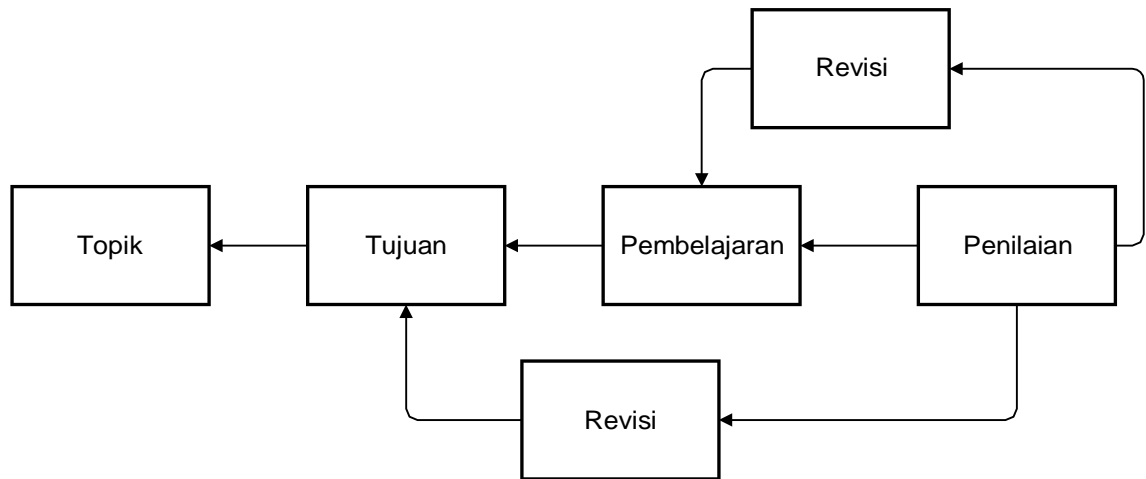 Revisi
Topik
Tujuan
Pembelajaran
Penilaian
Revisi